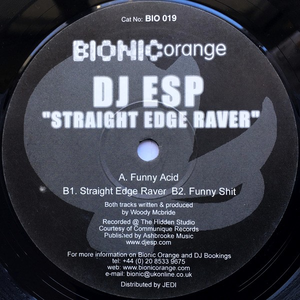 Cat No: BIO 019
BIONIC orange
DJ ESP
"STRAIGHT EDGE RAVER"
A. Funny Acid
B1. Straight Edge Raver B2. Funny Shit
Both tracks written & produced
by Woody Mcbride
Recorded @ The Hidden Studio
Courtesy of Communique Records
Published by Ashbrooke Music
www.djesp.com
For more information on Bionic Orange and DJ Bookings
tel: +44 (0) 20 8533 9675
web: www.bionicorange.com
e-mail: bionic@ukonline.co.uk
Distributed by JEDI